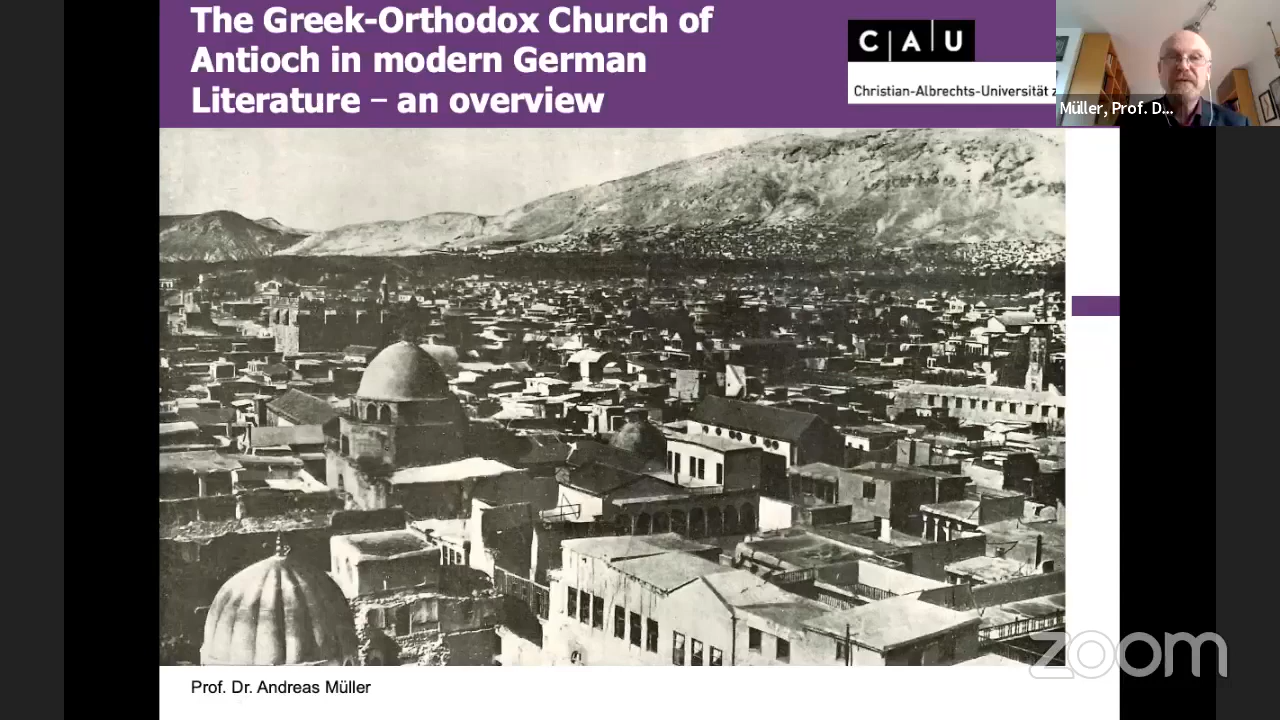 The Greek-Orthodox Church of
Antioch in modern German
Literature – an overview
C A U
Christian-Albrechts-Universität z
Müller, Prof. D...
zoom
Prof. Dr. Andreas Müller